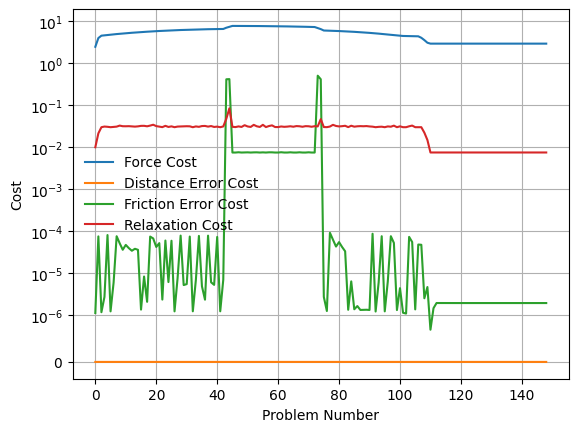 10^1
10^0
10^-1
10^-2
10^-3
10^-4
10^-5
10^-6
0
Cost
Force Cost
Distance Error Cost
Friction Error Cost
Relaxation Cost
0 20 40 60 80 100 120 140
Problem Number